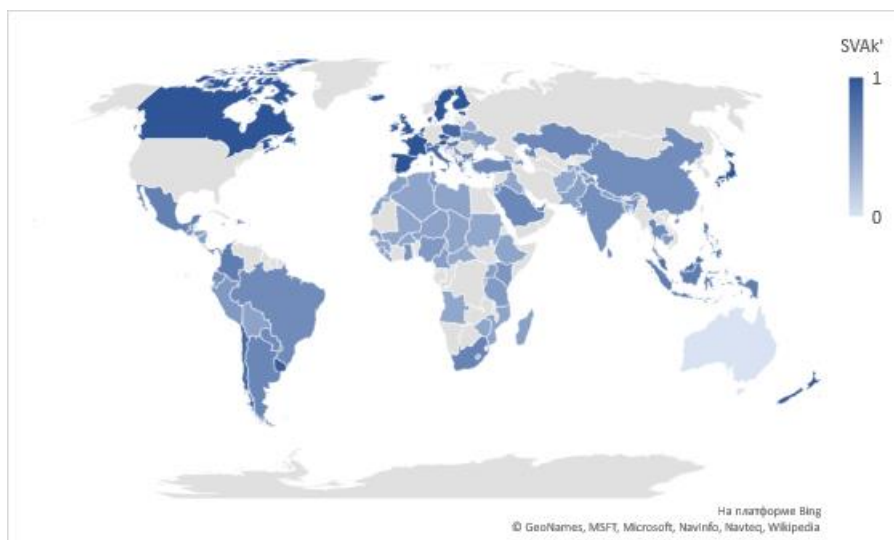 SVAk'
1
0
На платформе Bing
© GeoNames, MSFT, Microsoft, NavInfo, Navteq, Wikipedia